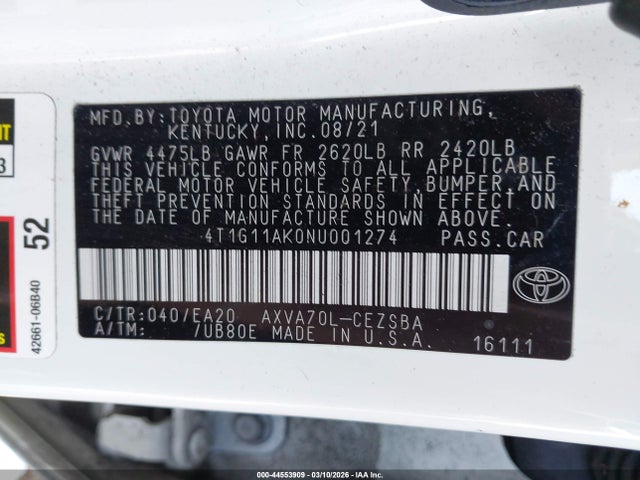 MFD.BY:TOYOTA MOTOR MANUFACTURING,
KENTUCKY,INC.08/21
GVWR 4475LB GAWR FR 2620LB RR 2420LB
THIS VEHICLE CONFORMS TO ALL APPLICABLE
FEDERAL MOTOR VEHICLE SAFETY,BUMPER,AND
THEFT PREVENTION STANDARDS IN EFFECT ON
THE DATE OF MANUFACTURE SHOWN ABOVE.
4T1G11AK0NU001274 PASS.CAR
C/TR:040/EA20 AXVA70L-CEZSBA
A/TM: 7UB80E MADE IN U.S.A. 16111
52
42661-06B40
000-44553909 - 03/10/2026 - IAA Inc.